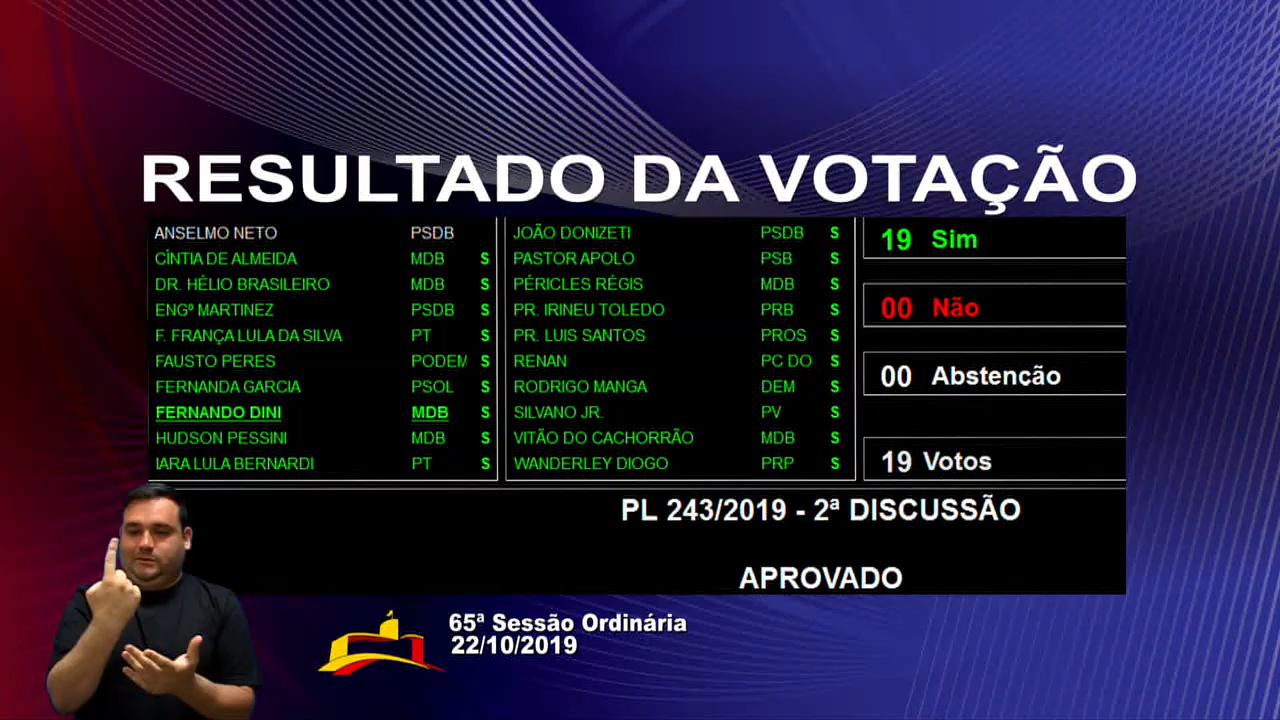 RESULTADO DA VOTAÇÃO
ANSELMO NETO PSDB
CÍNTIA DE ALMEIDA MDB S
DR. HÉLIO BRASILEIRO MDB S
ENGº MARTINEZ PSDB S
F. FRANÇA LULA DA SILVA PT S
FAUSTO PERES PODEM S
FERNANDA GARCIA PSOL S
FERNANDO DINI MDB S
HUDSON PESSINI MDB S
IARA LULA BERNARDI PT S
JOÃO DONIZETI PSDB S
PASTOR APOLO PSB S
PÉRICLES RÉGIS MDB S
PR. IRINEU TOLEDO PRB S
PR. LUIS SANTOS PROS S
RENAN PC DO S
RODRIGO MANGA DEM S
SILVANO JR. PV S
VITÃO DO CACHORRÃO MDB S
WANDERLEY DIOGO PRP S
19 Sim
00 Não
00 Abstenção
19 Votos
PL 243/2019 - 2ª DISCUSSÃO
APROVADO
65ª Sessão Ordinária
22/10/2019